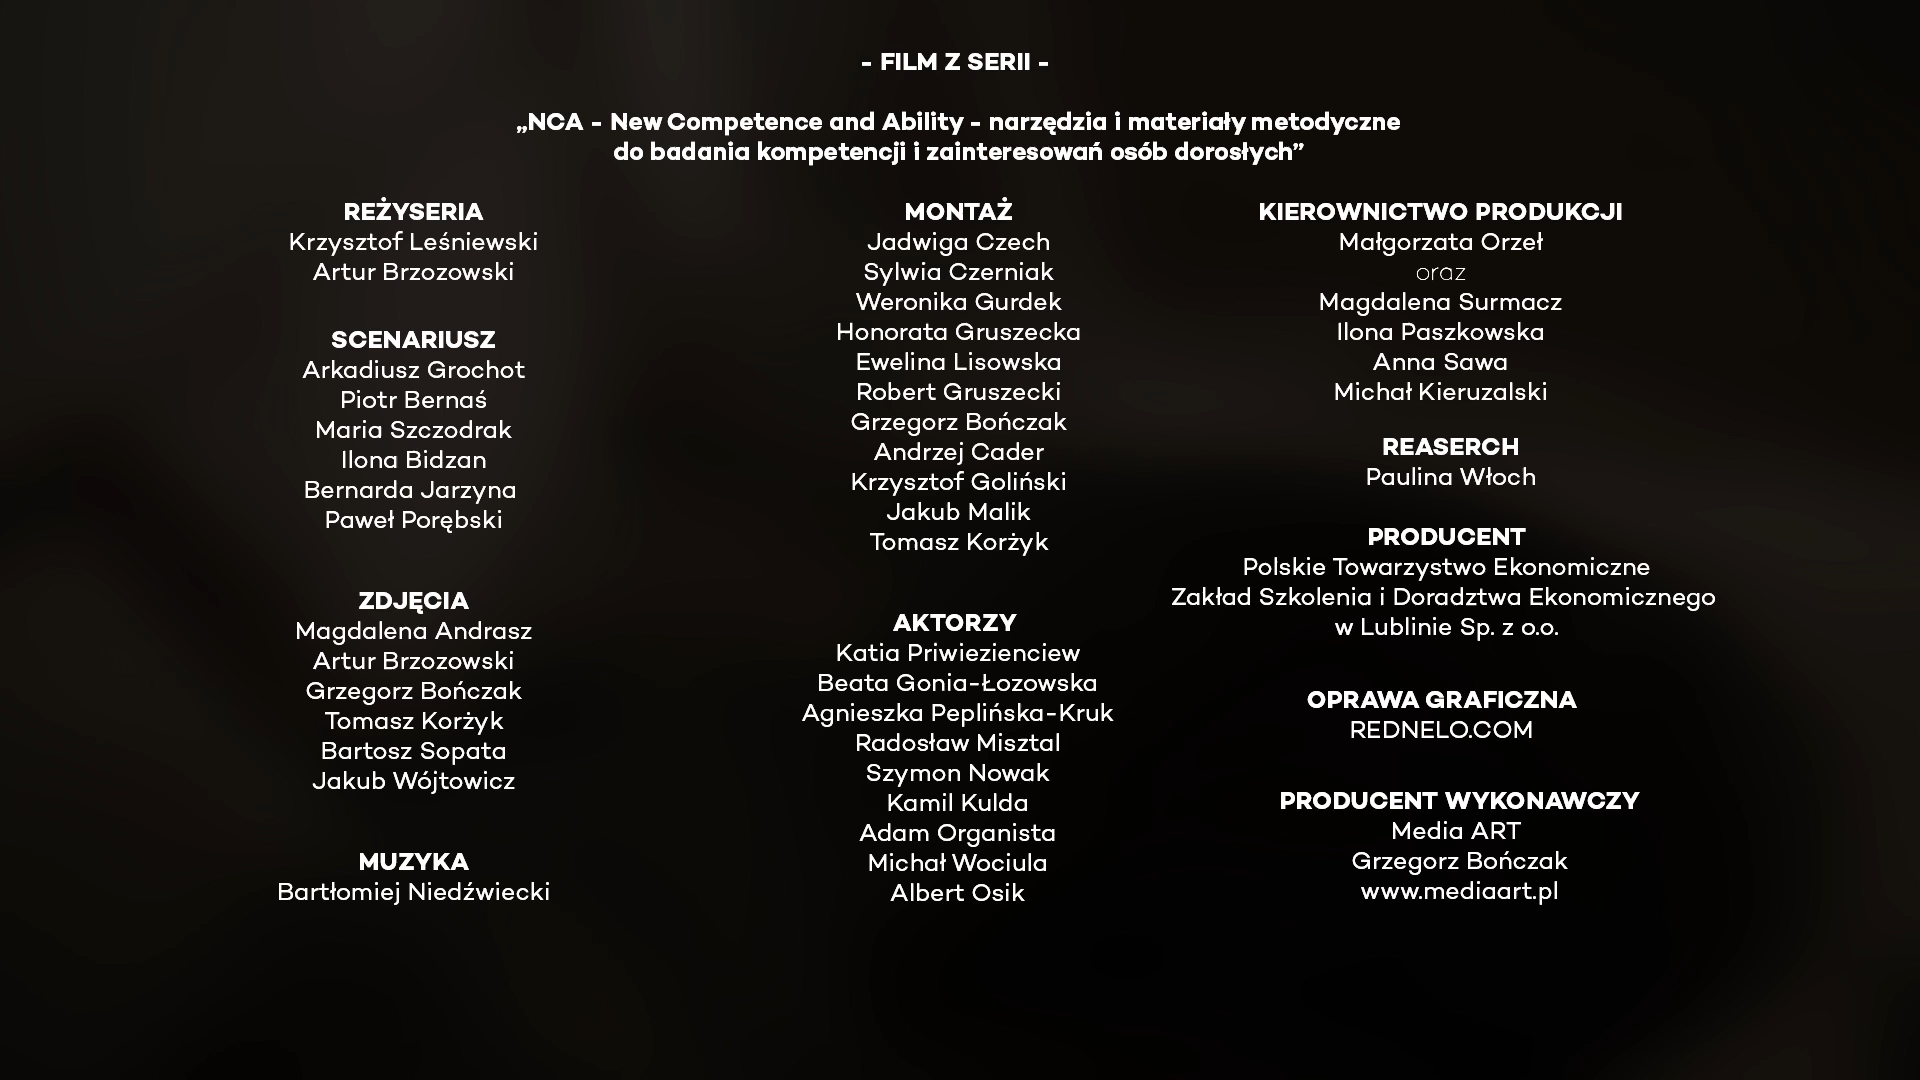 - FILM Z SERII -
„NCA - New Competence and Ability - narzędzia i materiały metodyczne
do badania kompetencji i zainteresowań osób dorosłych”
REŻYSERIA
Krzysztof Leśniewski
Artur Brzozowski
SCENARIUSZ
Arkadiusz Grochot
Piotr Bernaś
Maria Szczodrak
Ilona Bidzan
Bernarda Jarzyna
Paweł Porębski
ZDJĘCIA
Magdalena Andrasz
Artur Brzozowski
Grzegorz Bończak
Tomasz Korżyk
Bartosz Sopata
Jakub Wójtowicz
MUZYKA
Bartłomiej Niedźwiecki
MONTAŻ
Jadwiga Czech
Sylwia Czerniak
Weronika Gurdek
Honorata Gruszecka
Ewelina Lisowska
Robert Gruszecki
Grzegorz Bończak
Andrzej Cader
Krzysztof Goliński
Jakub Malik
Tomasz Korżyk
AKTORZY
Katia Priwiezienciew
Beata Gonia-Łozowska
Agnieszka Peplińska-Kruk
Radosław Misztal
Szymon Nowak
Kamil Kulda
Adam Organista
Michał Wociula
Albert Osik
KIEROWNICTWO PRODUKCJI
Małgorzata Orzeł
oraz
Magdalena Surmacz
Ilona Paszkowska
Anna Sawa
Michał Kieruzalski
REASERCH
Paulina Włoch
PRODUCENT
Polskie Towarzystwo Ekonomiczne
Zakład Szkolenia i Doradztwa Ekonomicznego
w Lublinie Sp. z o.o.
OPRAWA GRAFICZNA
REDNELO.COM
PRODUCENT WYKONAWCZY
Media ART
Grzegorz Bończak
www.mediaart.pl